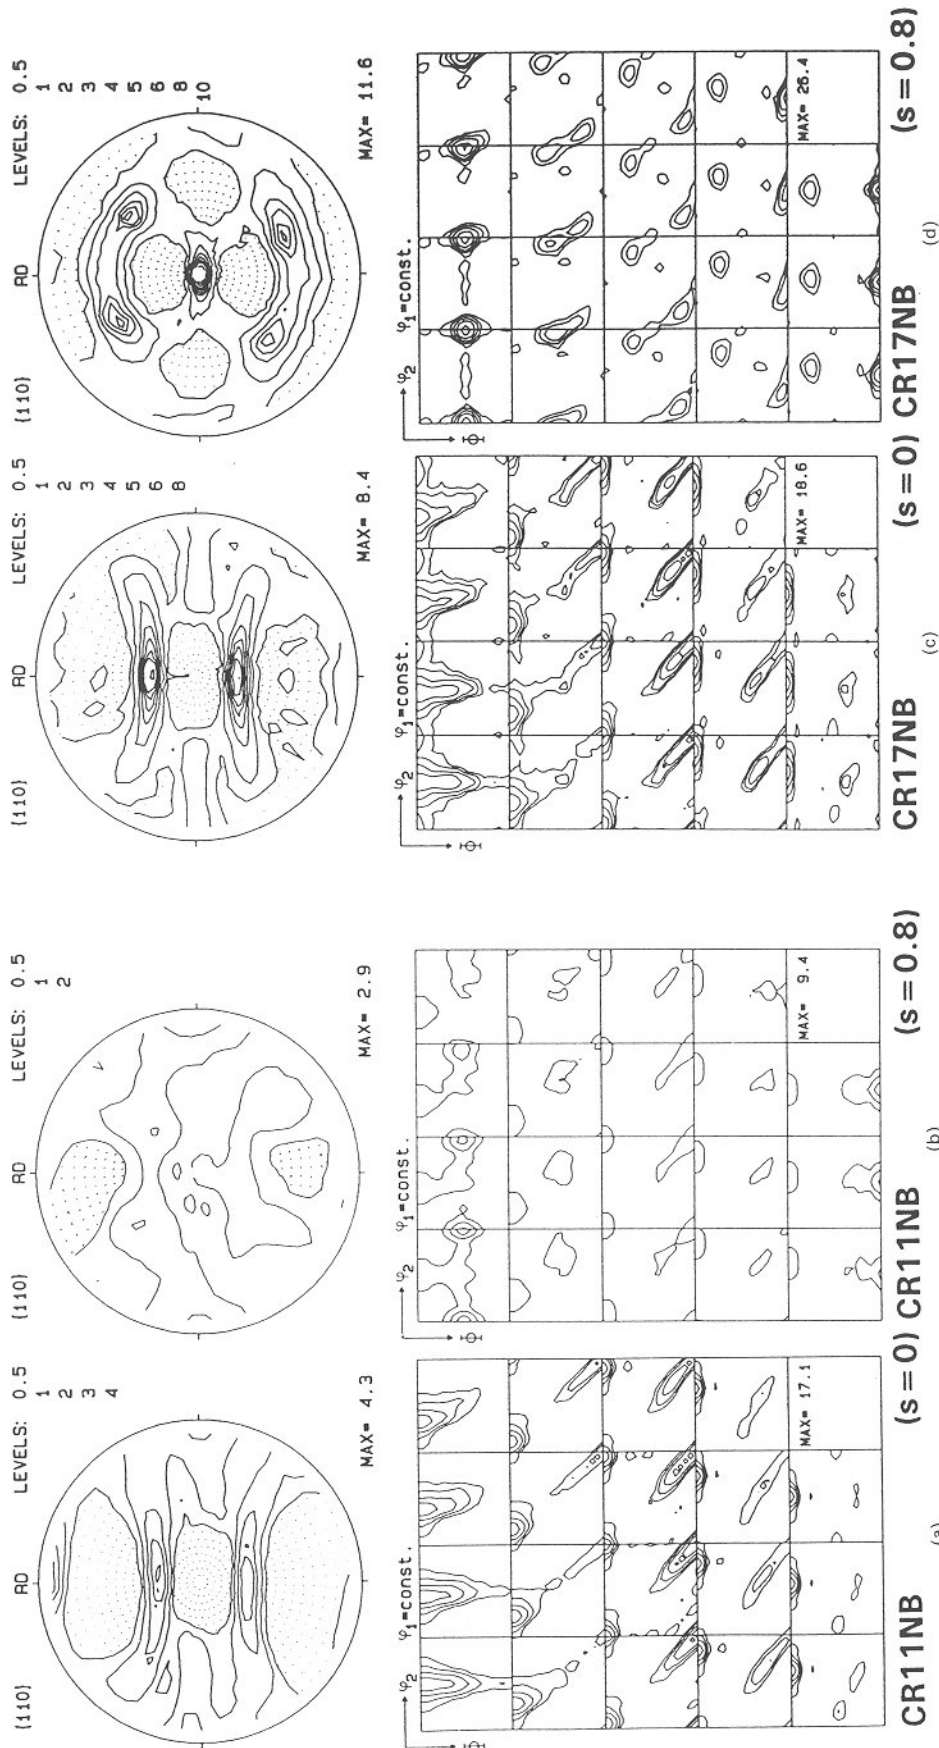 {110}
RD
LEVELS: 0.5
1
2
3
4
MAX= 4.3
φ₂
φ₁=const.
Φ
MAX= 17.1
(a)
CR11NB
(s=0)
{110}
RD
LEVELS: 0.5
1
2
MAX= 2.9
φ₂
φ₁=const.
Φ
MAX= 9.4
(b)
CR11NB
(s=0.8)
{110}
RD
LEVELS: 0.5
1
2
3
5
6
8
MAX= 8.4
φ₂
φ₁=const.
Φ
MAX= 18.6
(c)
CR17NB
(s=0)
{110}
RD
LEVELS: 0.5
1
2
4
5
6
8
10
MAX= 11.6
φ₂
φ₁=const.
Φ
MAX= 26.4
(d)
CR17NB
(s=0.8)